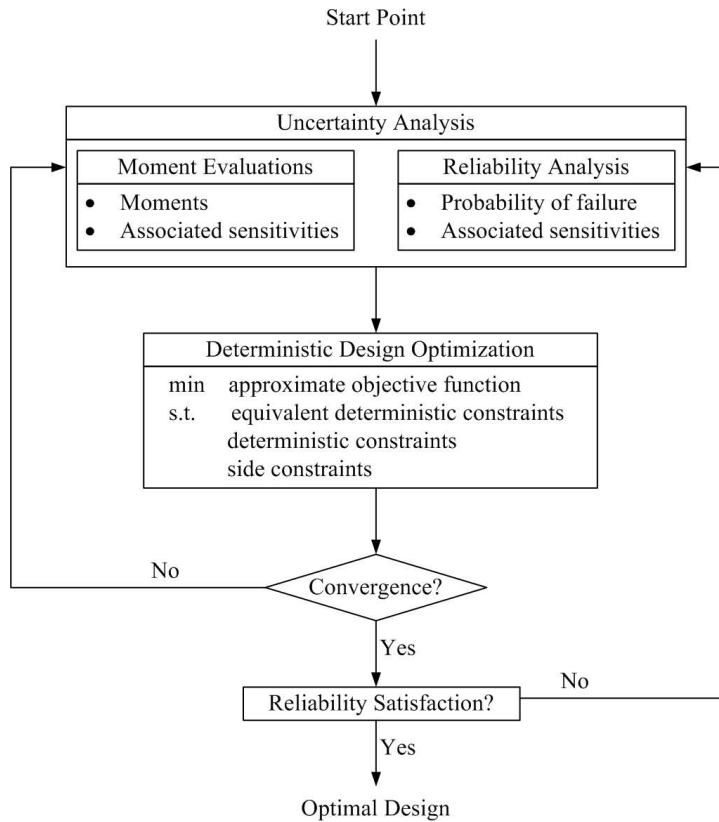 Start Point
Uncertainty Analysis
Moment Evaluations
• Moments
• Associated sensitivities
Reliability Analysis
• Probability of failure
• Associated sensitivities
Deterministic Design Optimization
min approximate objective function
s.t. equivalent deterministic constraints
deterministic constraints
side constraints
No
Convergence?
Yes
Reliability Satisfaction?
No
Yes
Optimal Design